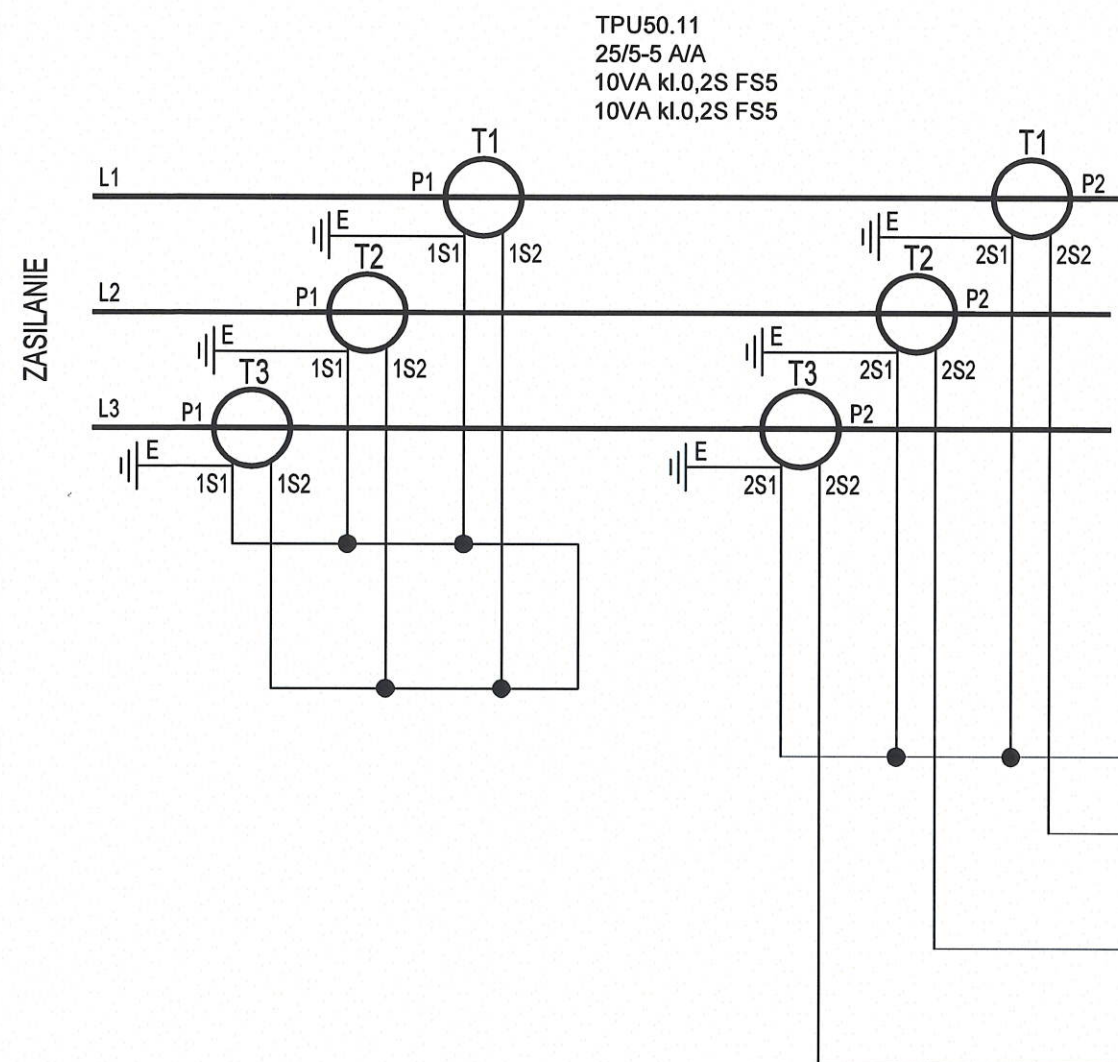 TPU50.11
25/5-5 A/A
10VA kl.0,2S FS5
10VA kl.0,2S FS5
T1
T1
L1
P1
P2
E
E
1S1
1S2
2S1
2S2
T2
T2
ZASILANIE
L2
P1
P2
E
E
1S1
1S2
2S1
2S2
T3
T3
L3
P1
P2
E
E
1S1
1S2
2S1
2S2